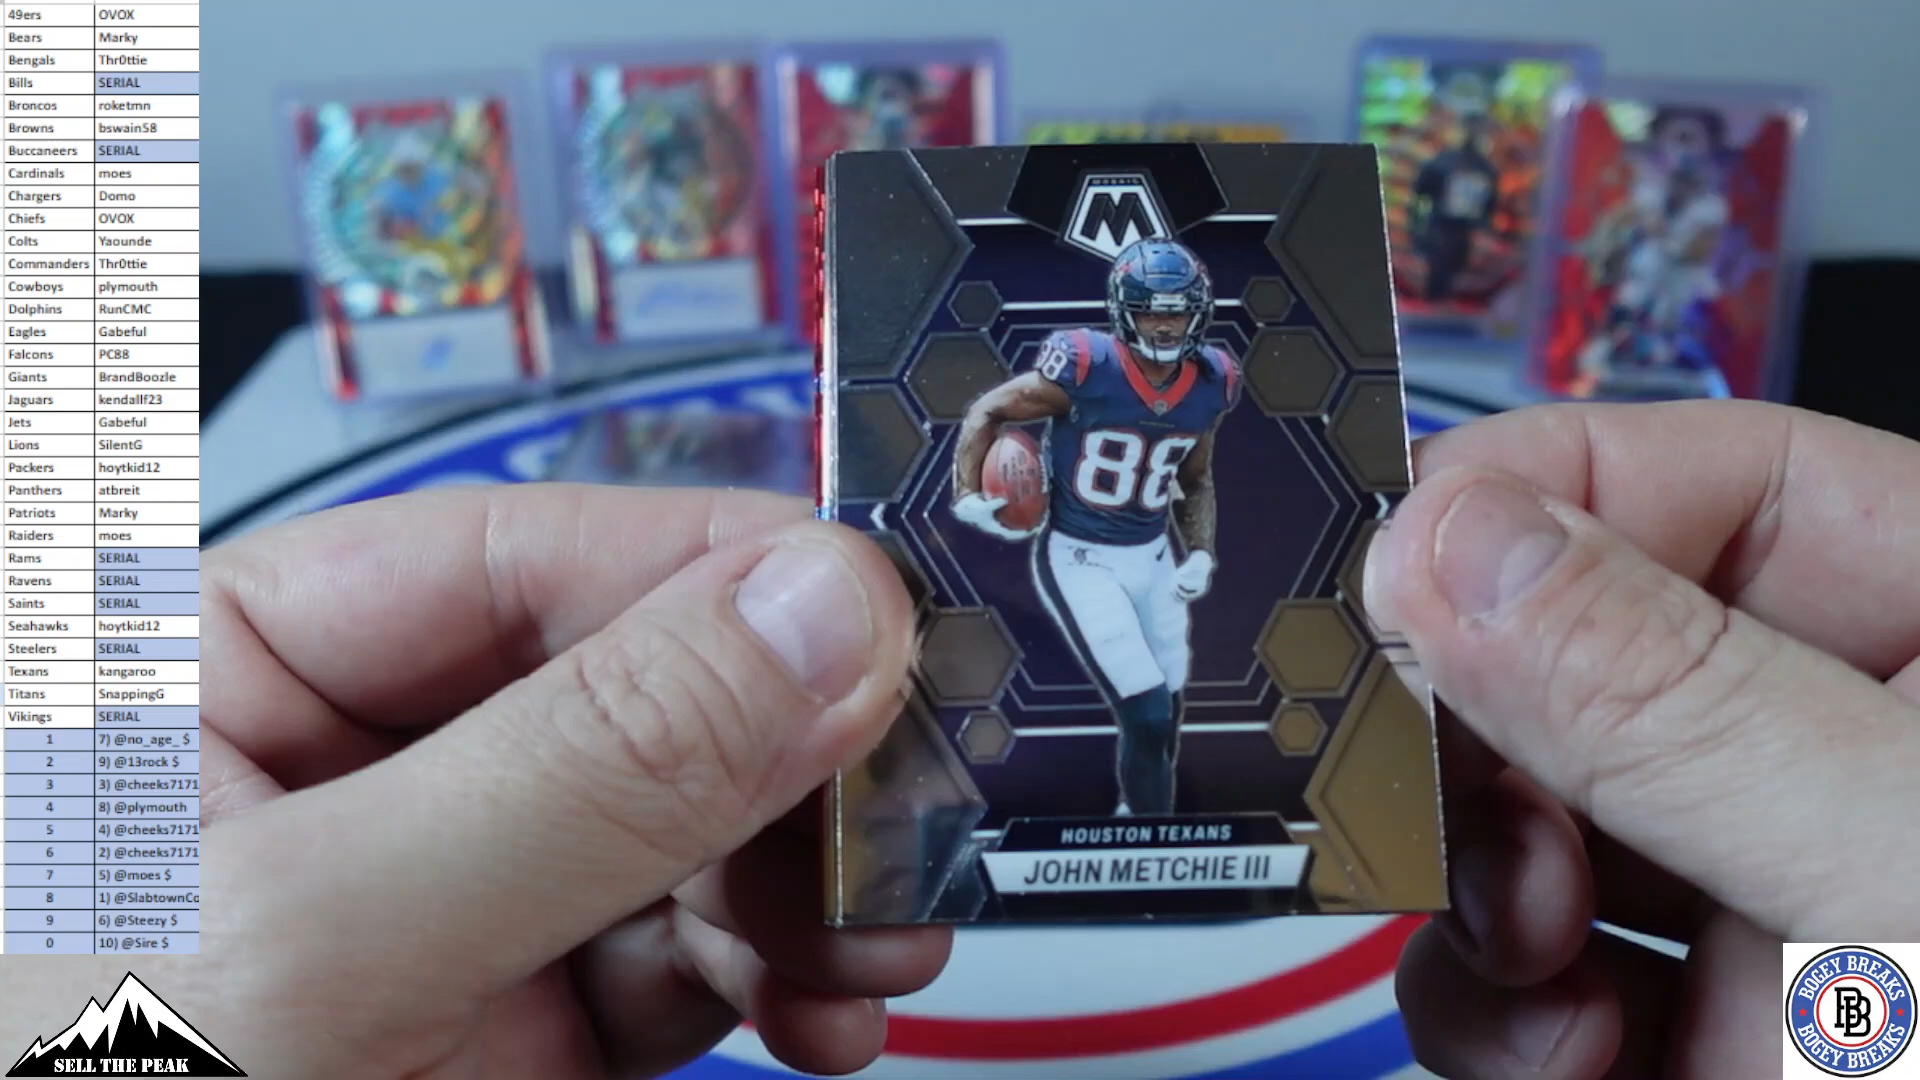 49ers OVOX
Bears Marky
Bengals Thr0ttie
Bills SERIAL
Broncos roketmn
Browns bswain58
Buccaneers SERIAL
Cardinals moes
Chargers Domo
Chiefs OVOX
Colts Yaounde
Commanders Thr0ttie
Cowboys plymouth
Dolphins RunCMC
Eagles Gabeful
Falcons PC88
Giants BrandBoozle
Jaguars kendallf23
Jets Gabeful
Lions SilentG
Packers hoytkid12
Panthers atbreit
Patriots Marky
Raiders moes
Rams SERIAL
Ravens SERIAL
Saints SERIAL
Seahawks hoytkid12
Steelers SERIAL
Texans kangaroo
Titans SnappingG
Vikings SERIAL
1 7) @no_age_ $
2 9) @13rock $
3 3) @cheeks7171
4 8) @plymouth
5 4) @cheeks7171
6 2) @cheeks7171
7 5) @moes $
8 1) @SlabtownCo
9 6) @Steezy $
0 10) @Sire $
SELL THE PEAK
MOSAIC
M
88
88
HOUSTON TEXANS
JOHN METCHIE III
BOGEY BREAKS
BB
BOGEY BREAKS